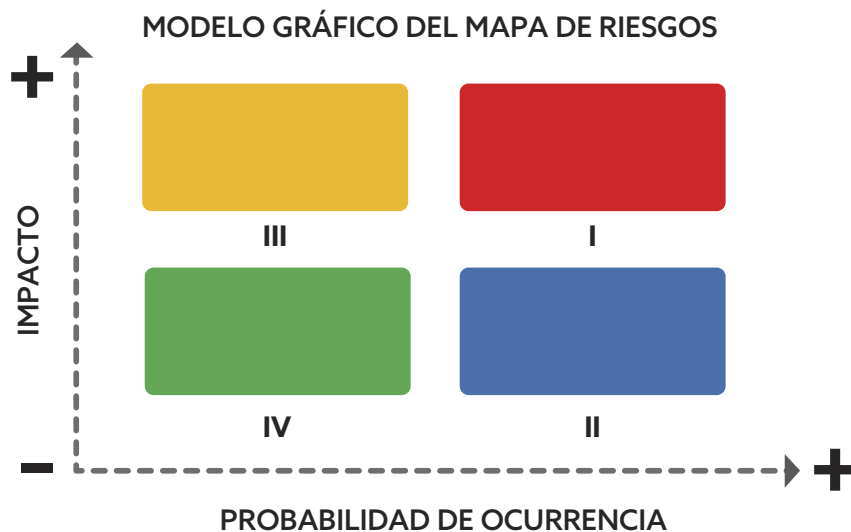 MODELO GRÁFICO DEL MAPA DE RIESGOS
+
IMPACTO
III
I
IV
II
-
+
PROBABILIDAD DE OCURRENCIA